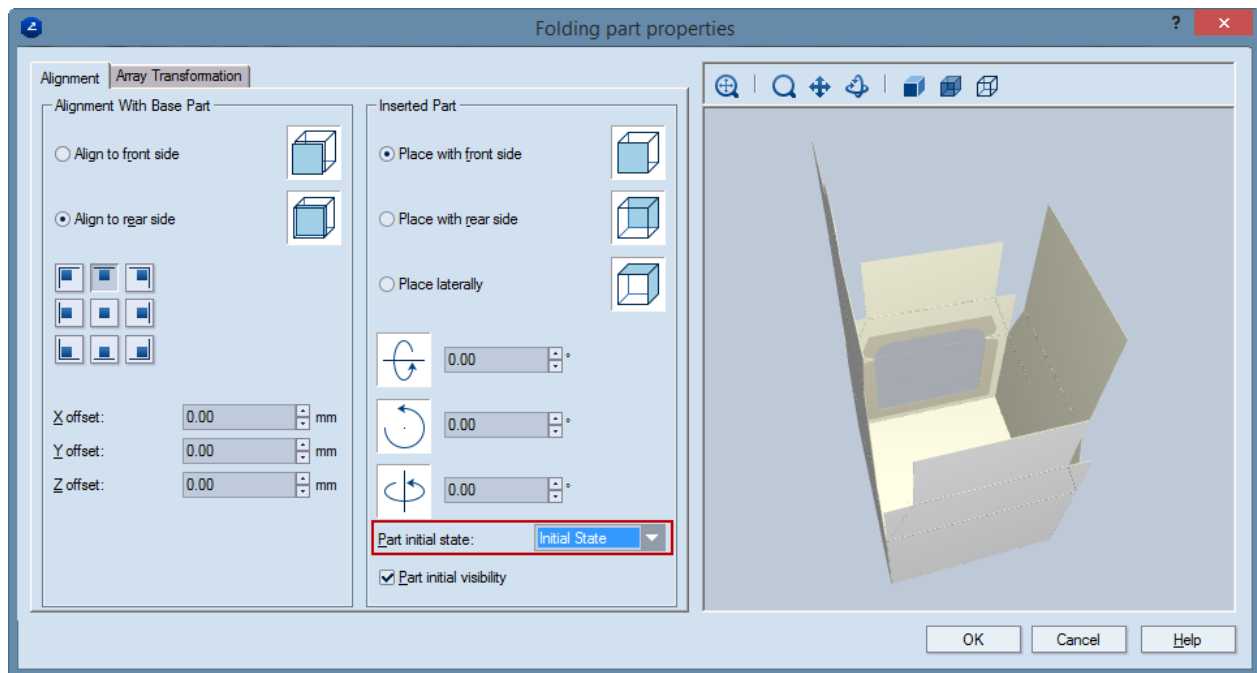 Folding part properties
?
Alignment
Array Transformation
Alignment With Base Part
Align to front side
Align to rear side
X offset:
0.00
mm
Y offset:
0.00
mm
Z offset:
0.00
mm
Inserted Part
Place with front side
Place with rear side
Place laterally
0.00 °
0.00 °
0.00 °
Part initial state:
Initial State
Part initial visibility
OK
Cancel
Help